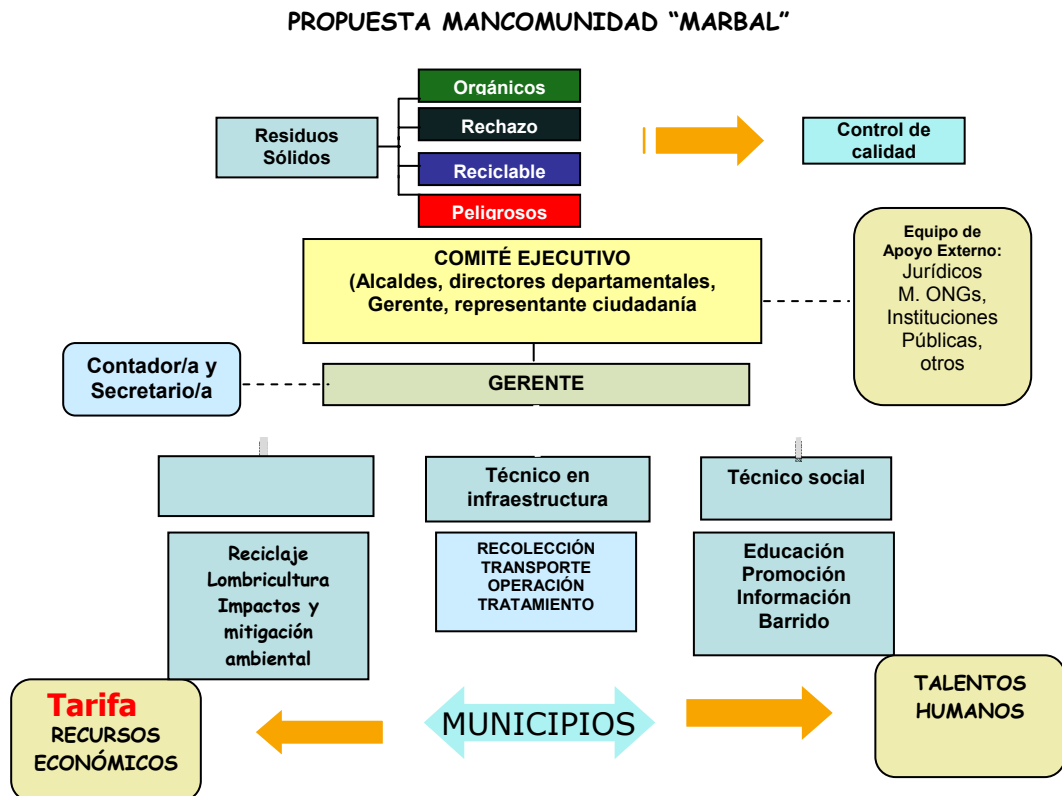 PROPUESTA MANCOMUNIDAD “MARBAL”
Residuos
Sólidos
Orgánicos
Rechazo
Reciclable
Peligrosos
Control de
calidad
COMITÉ EJECUTIVO
(Alcaldes, directores departamentales,
Gerente, representante ciudadanía
Equipo de
Apoyo Externo:
Jurídicos
M. ONGs,
Instituciones
Públicas,
otros
Contador/a y
Secretario/a
GERENTE
Técnico en
infraestructura
Técnico social
Reciclaje
Lombricultura
Impactos y
mitigación
ambiental
RECOLECCIÓN
TRANSPORTE
OPERACIÓN
TRATAMIENTO
Educación
Promoción
Información
Barrido
Tarifa
RECURSOS
ECONÓMICOS
MUNICIPIOS
TALENTOS
HUMANOS